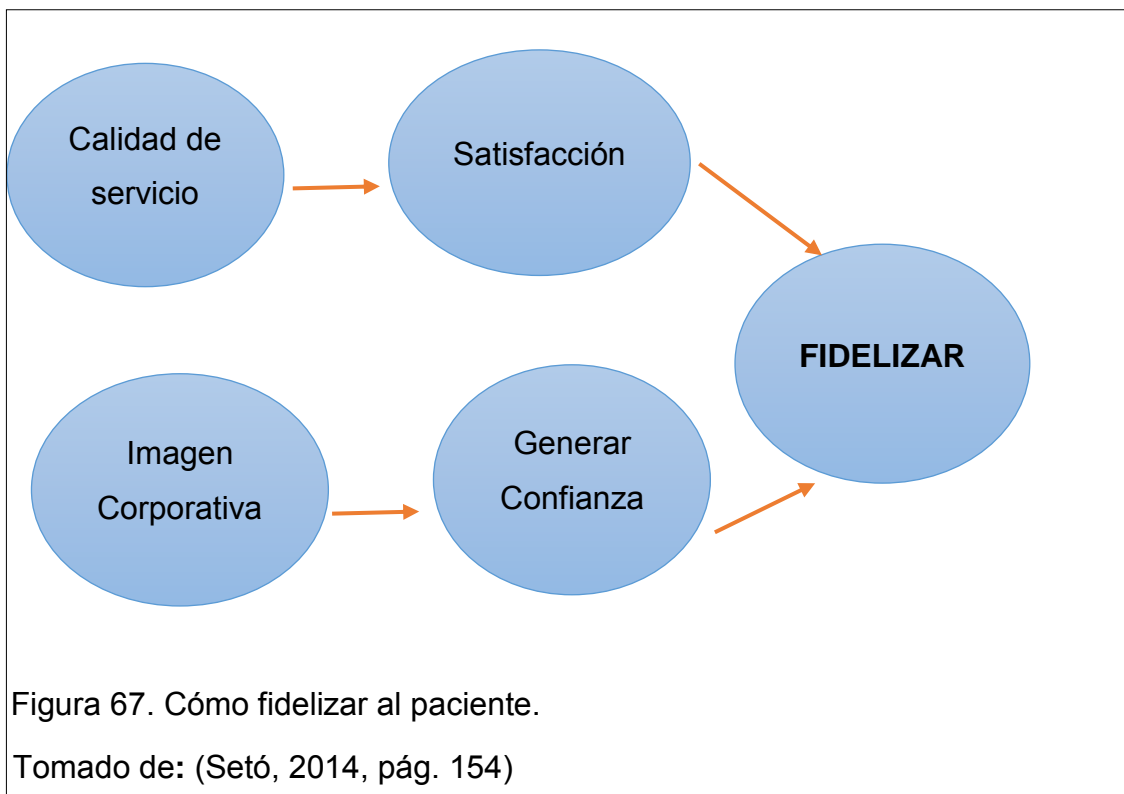 Calidad de
servicio
Satisfacción
FIDELIZAR
Imagen
Corporativa
Generar
Confianza
Figura 67. Cómo fidelizar al paciente.
Tomado de: (Setó, 2014, pág. 154)